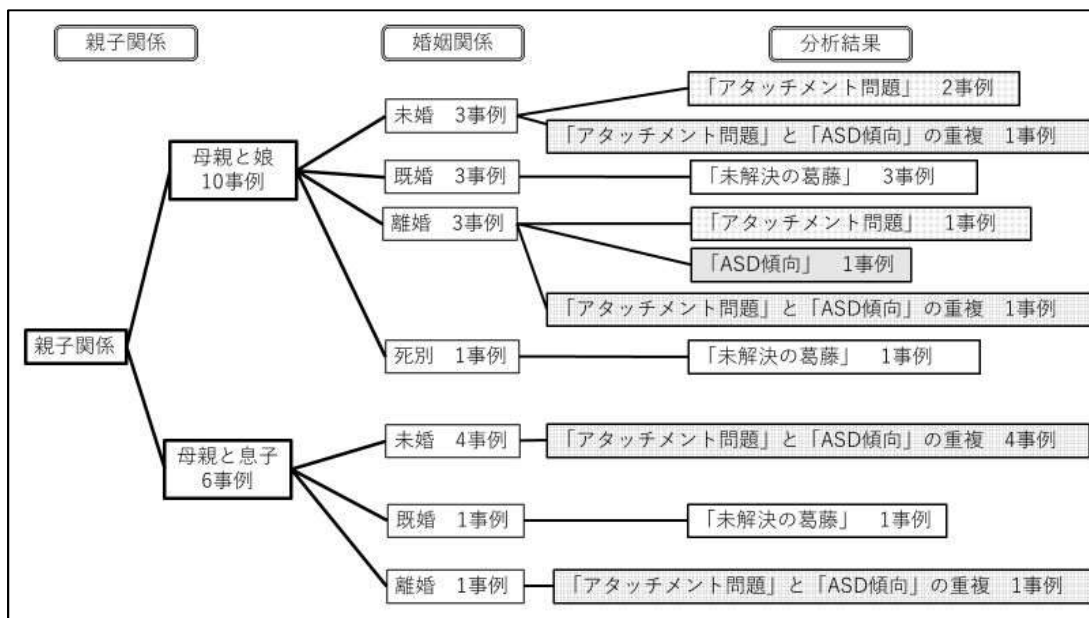 親子関係
婚姻関係
分析結果
親子関係
母親と娘
10事例
未婚　3事例
「アタッチメント問題」　2事例
「アタッチメント問題」と「ASD傾向」の重複　1事例
既婚　3事例
「未解決の葛藤」　3事例
離婚　3事例
「アタッチメント問題」　1事例
「ASD傾向」　1事例
「アタッチメント問題」と「ASD傾向」の重複　1事例
死別　1事例
「未解決の葛藤」　1事例
母親と息子
6事例
未婚　4事例
「アタッチメント問題」と「ASD傾向」の重複　4事例
既婚　1事例
「未解決の葛藤」　1事例
離婚　1事例
「アタッチメント問題」と「ASD傾向」の重複　1事例